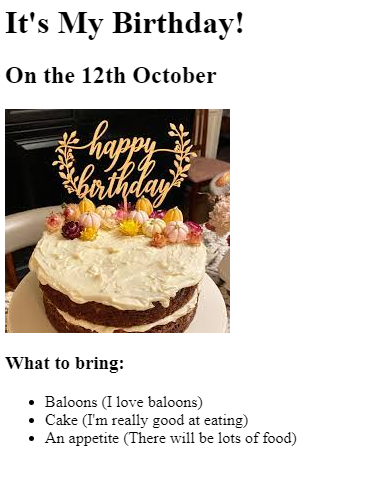 It's My Birthday!
On the 12th October
happy
birthday
What to bring:
• Baloons (I love baloons)
• Cake (I'm really good at eating)
• An appetite (There will be lots of food)